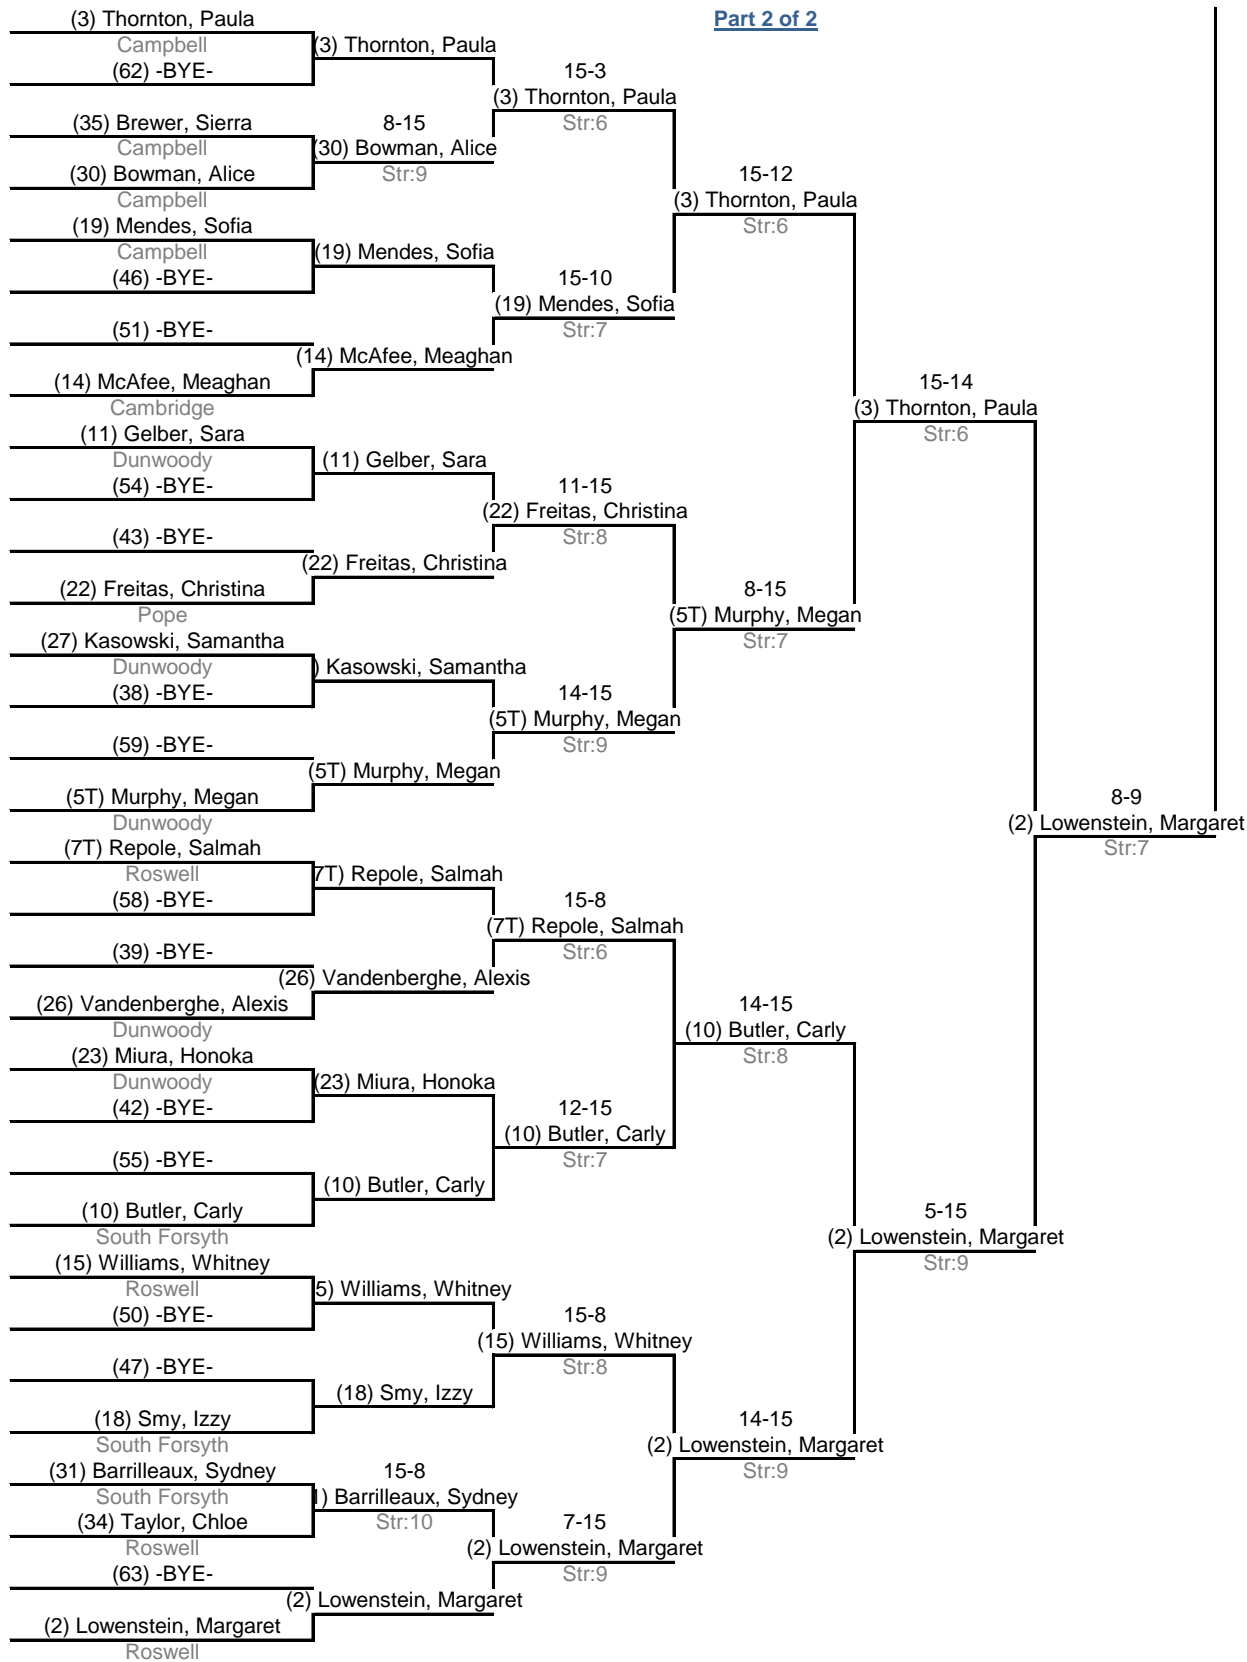 Part 2 of 2
(3) Thornton, Paula
Campbell
(62) -BYE-
(35) Brewer, Sierra
Campbell
(30) Bowman, Alice
Campbell
(19) Mendes, Sofia
Campbell
(46) -BYE-
(51) -BYE-
(14) McAfee, Meaghan
Cambridge
(11) Gelber, Sara
Dunwoody
(54) -BYE-
(43) -BYE-
(22) Freitas, Christina
Pope
(27) Kasowski, Samantha
Dunwoody
(38) -BYE-
(59) -BYE-
(5T) Murphy, Megan
Dunwoody
(7T) Repole, Salmah
Roswell
(58) -BYE-
(39) -BYE-
(26) Vandenberghe, Alexis
Dunwoody
(23) Miura, Honoka
Dunwoody
(42) -BYE-
(55) -BYE-
(10) Butler, Carly
South Forsyth
(15) Williams, Whitney
Roswell
(50) -BYE-
(47) -BYE-
(18) Smy, Izzy
South Forsyth
(31) Barrilleaux, Sydney
South Forsyth
(34) Taylor, Chloe
Roswell
(63) -BYE-
(2) Lowenstein, Margaret
Roswell
(3) Thornton, Paula
8-15
(30) Bowman, Alice
Str:9
(19) Mendes, Sofia
(14) McAfee, Meaghan
(11) Gelber, Sara
(22) Freitas, Christina
) Kasowski, Samantha
(5T) Murphy, Megan
7T) Repole, Salmah
(26) Vandenberghe, Alexis
(23) Miura, Honoka
(10) Butler, Carly
5) Williams, Whitney
(18) Smy, Izzy
15-8
) Barrilleaux, Sydney
Str:10
(2) Lowenstein, Margaret
15-3
(3) Thornton, Paula
Str:6
15-10
(19) Mendes, Sofia
Str:7
11-15
(22) Freitas, Christina
Str:8
14-15
(5T) Murphy, Megan
Str:9
15-8
(7T) Repole, Salmah
Str:6
12-15
(10) Butler, Carly
Str:7
15-8
(15) Williams, Whitney
Str:8
7-15
(2) Lowenstein, Margaret
Str:9
15-12
(3) Thornton, Paula
Str:6
8-15
(5T) Murphy, Megan
Str:7
14-15
(10) Butler, Carly
Str:8
14-15
(2) Lowenstein, Margaret
Str:9
15-14
(3) Thornton, Paula
Str:6
5-15
(2) Lowenstein, Margaret
Str:9
8-9
(2) Lowenstein, Margaret
Str:7